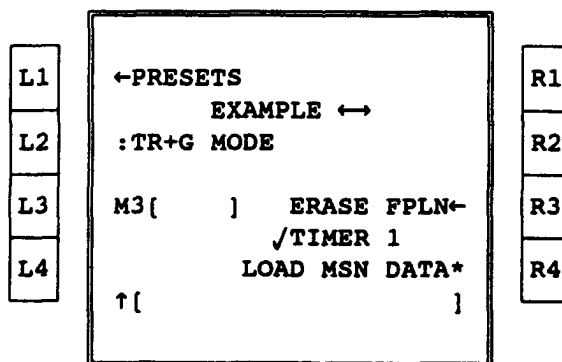 L1 ←PRESETS R1
EXAMPLE ←→
L2 :TR+G MODE R2
L3 M3[ ] ERASE FPLN← R3
√TIMER 1
L4 LOAD MSN DATA* R4
↑[ ]